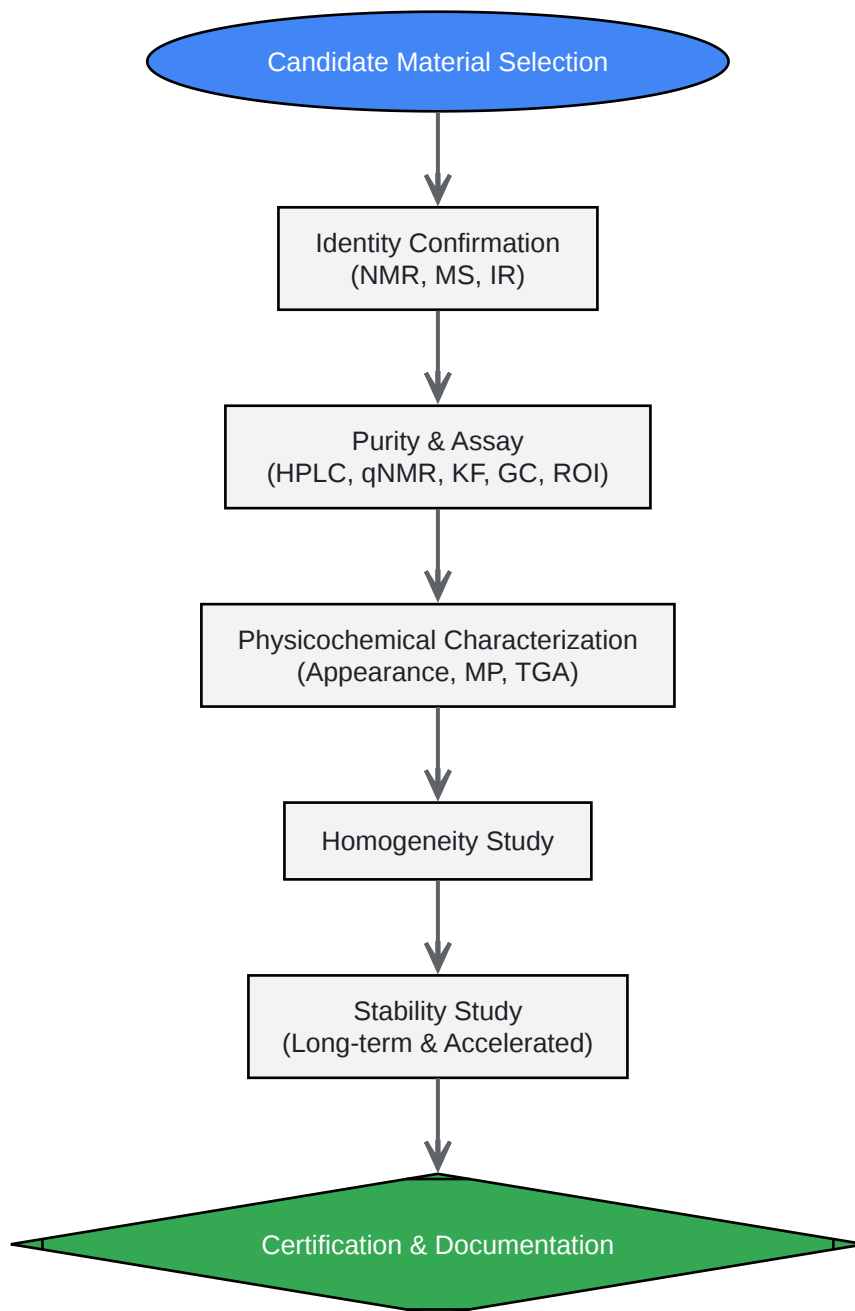 Candidate Material Selection
Identity Confirmation
(NMR, MS, IR)
Purity & Assay
(HPLC, qNMR, KF, GC, ROI)
Physicochemical Characterization
(Appearance, MP, TGA)
Homogeneity Study
Stability Study
(Long-term & Accelerated)
Certification & Documentation